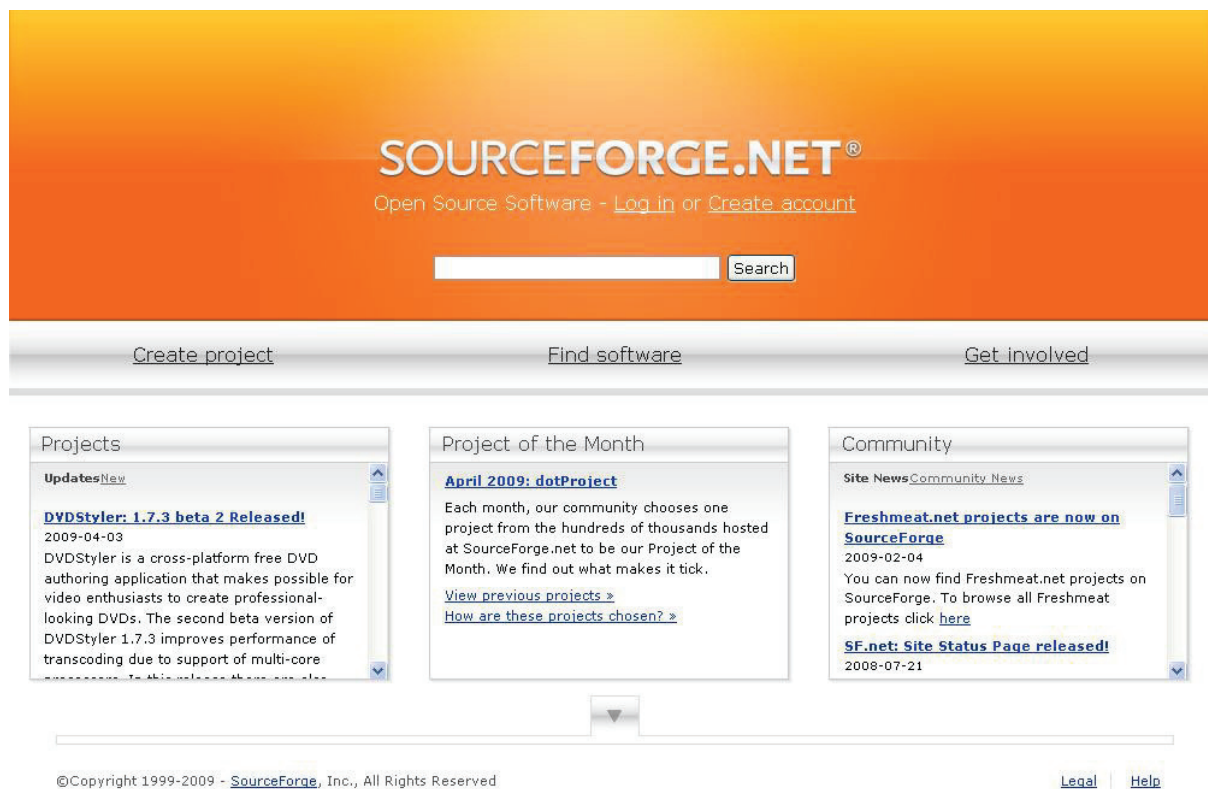 SOURCEFORGE.NET®
Open Source Software - Log in or Create account
Search
Create project
Find software
Get involved
Projects
UpdatesNew
DVDStyler: 1.7.3 beta 2 Released!
2009-04-03
DVDStyler is a cross-platform free DVD
authoring application that makes possible for
video enthusiasts to create professional-
looking DVDs. The second beta version of
DVDStyler 1.7.3 improves performance of
transcoding due to support of multi-core
Project of the Month
April 2009: dotProject
Each month, our community chooses one
project from the hundreds of thousands hosted
at SourceForge.net to be our Project of the
Month. We find out what makes it tick.
View previous projects »
How are these projects chosen? »
Community
Site NewsCommunity News
Freshmeat.net projects are now on
SourceForge
2009-02-04
You can now find Freshmeat.net projects on
SourceForge. To browse all Freshmeat
projects click here
SF.net: Site Status Page released!
2008-07-21
©Copyright 1999-2009 - SourceForge, Inc., All Rights Reserved
Legal
Help